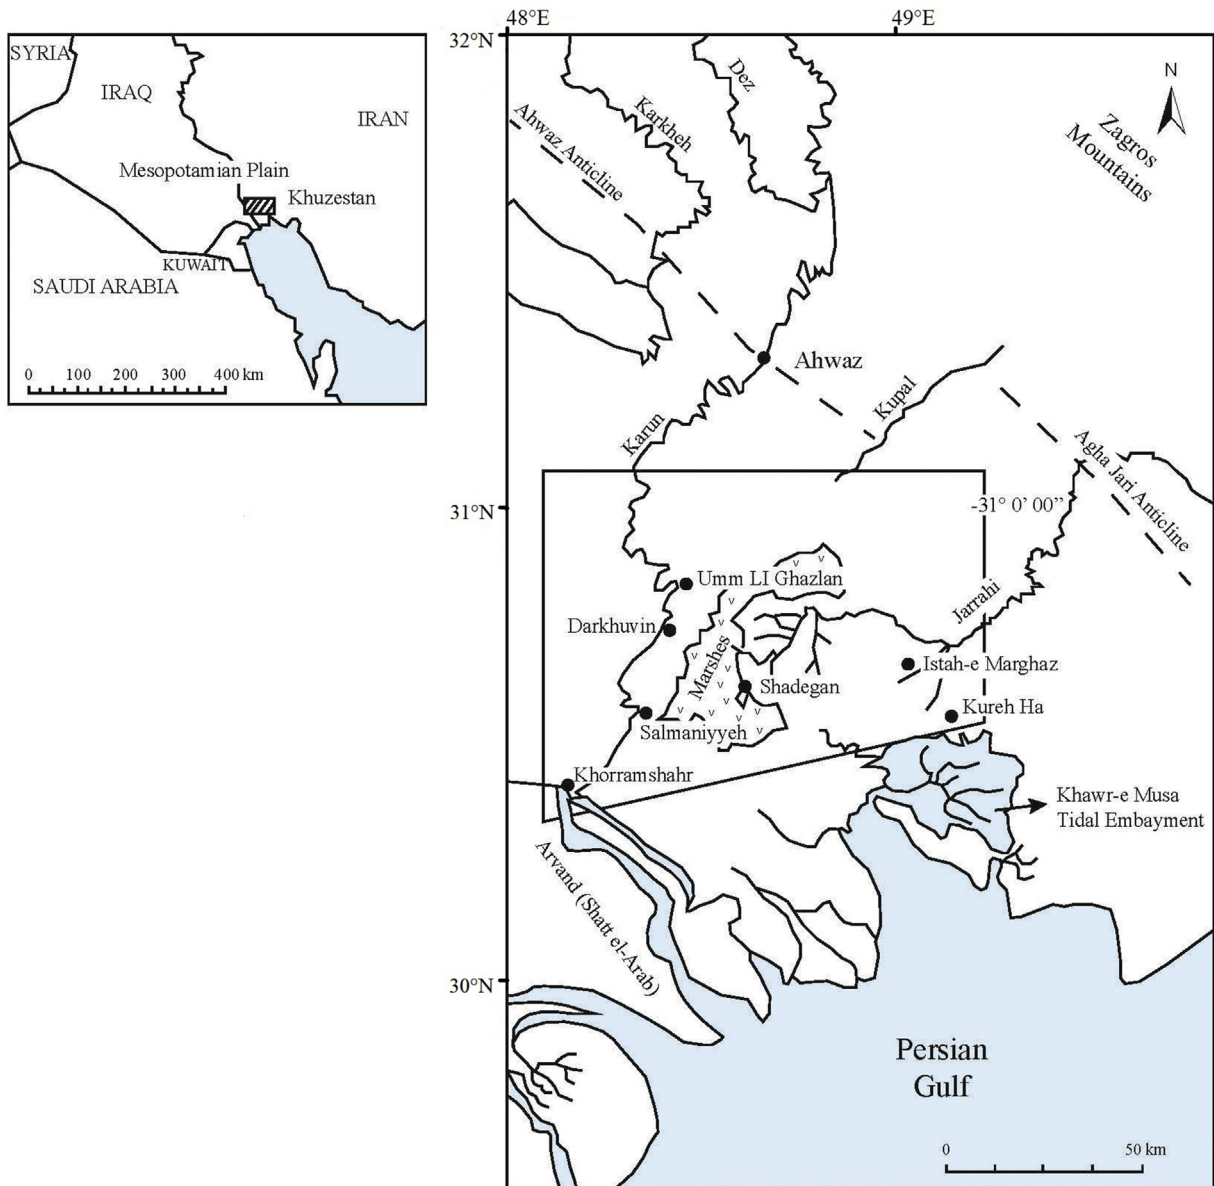 SYRIA
IRAQ
IRAN
Mesopotamian Plain
Khuzestan
KUWAIT
SAUDI ARABIA
0 100 200 300 400 km
48°E
49°E
32°N
N
Dez
Karkheh
Zagros
Mountains
Ahwaz Anticline
Ahwaz
Kupal
Karun
Agha Jari Anticline
31°N
-31° 0' 00"
Umm LI Ghazlan
Jarrahi
Darkhuvin
Marshes
Istah-e Marghaz
Shadegan
Kureh Ha
Salmaniyyeh
Khorramshahr
Khawr-e Musa
Tidal Embayment
Arvand (Shatt el-Arab)
30°N
Persian
Gulf
0 50 km